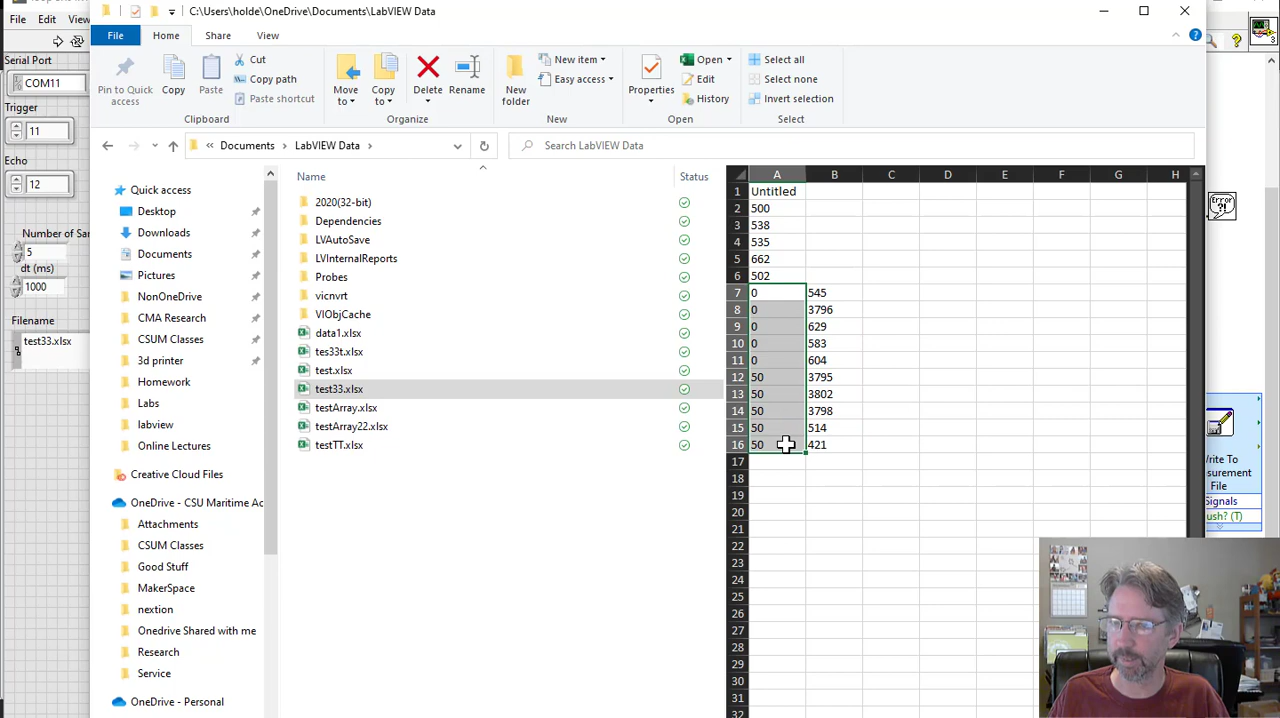 File Edit View
C:\Users\holde\OneDrive\Documents\LabVIEW Data
File Home Share View
Pin to Quick access
Copy
Paste
Cut
Copy path
Paste shortcut
Clipboard
Move to
Copy to
Delete
Rename
Organize
New folder
New item
Easy access
New
Properties
Open
Edit
History
Open
Select all
Select none
Invert selection
Select
« Documents > LabVIEW Data >
Search LabVIEW Data
Serial Port
COM11
Trigger
11
Echo
12
Number of Sar
5
dt (ms)
1000
Filename
test33.xlsx
Quick access
Desktop
Downloads
Documents
Pictures
NonOneDrive
CMA Research
CSUM Classes
3d printer
Homework
Labs
labview
Online Lectures
Creative Cloud Files
OneDrive - CSU Maritime Ac
Attachments
CSUM Classes
Good Stuff
MakerSpace
nextion
Onedrive Shared with me
Research
Service
OneDrive - Personal
Name Status
2020(32-bit)
Dependencies
LVAutoSave
LVInternalReports
Probes
vicnvrt
VIObjCache
data1.xlsx
tes33t.xlsx
test.xlsx
test33.xlsx
testArray.xlsx
testArray22.xlsx
testTT.xlsx
A B C D E F G H
1 Untitled
2 500
3 538
4 535
5 662
6 502
7 0 545
8 0 3796
9 0 629
10 0 583
11 0 604
12 50 3795
13 50 3802
14 50 3798
15 50 514
16 50 421
17
18
19
20
21
22
23
24
25
26
27
28
29
30
31
32
Error
?!
rite To
easurement
File
Signals
ush? (T)